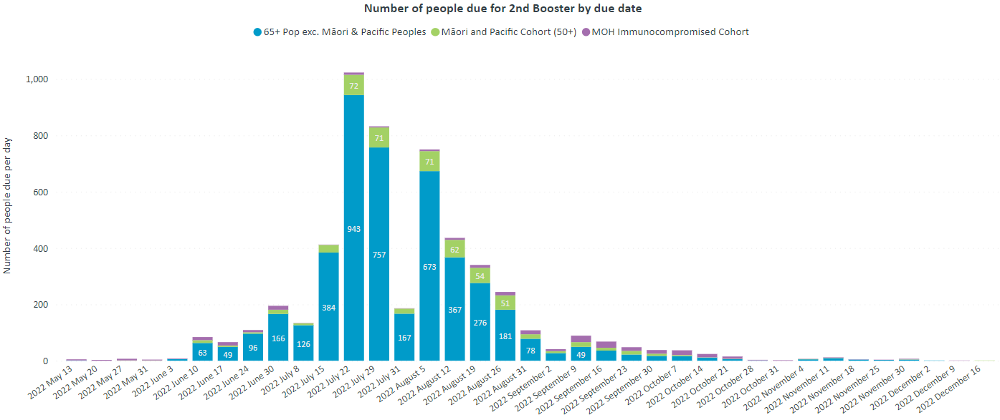 Number of people due for 2nd Booster by due date
65+ Pop exc. Māori & Pacific Peoples Māori and Pacific Cohort (50+) MOH Immunocompromised Cohort
Number of people due per day
1,000
800
600
400
200
0
63
49
96
166
126
384
943
72
757
71
167
673
71
367
62
276
54
181
51
78
49
2022 May 13
2022 May 20
2022 May 27
2022 May 31
2022 June 3
2022 June 10
2022 June 17
2022 June 24
2022 June 30
2022 July 8
2022 July 15
2022 July 22
2022 July 29
2022 July 31
2022 August 5
2022 August 12
2022 August 19
2022 August 26
2022 August 31
2022 September 2
2022 September 9
2022 September 16
2022 September 23
2022 September 30
2022 October 7
2022 October 14
2022 October 21
2022 October 28
2022 October 31
2022 November 4
2022 November 11
2022 November 18
2022 November 25
2022 November 30
2022 December 2
2022 December 9
2022 December 16